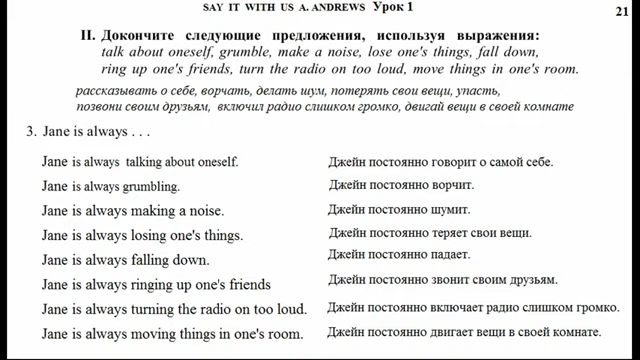 SAY IT WITH US A. ANDREWS Урок 1
21
II. Докончите следующие предложения, используя выражения:
talk about oneself, grumble, make a noise, lose one's things, fall down,
ring up one's friends, turn the radio on too loud, move things in one's room.
рассказывать о себе, ворчать, делать шум, потерять свои вещи, упасть,
позвони своим друзьям, включил радио слишком громко, двигай вещи в своей комнате
3. Jane is always . . .
Jane is always talking about oneself. Джейн постоянно говорит о самой себе.
Jane is always grumbling. Джейн постоянно ворчит.
Jane is always making a noise. Джейн постоянно шумит.
Jane is always losing one's things. Джейн постоянно теряет свои вещи.
Jane is always falling down. Джейн постоянно падает.
Jane is always ringing up one's friends Джейн постоянно звонит своим друзьям.
Jane is always turning the radio on too loud. Джейн постоянно включает радио слишком громко.
Jane is always moving things in one's room. Джейн постоянно двигает вещи в своей комнате.